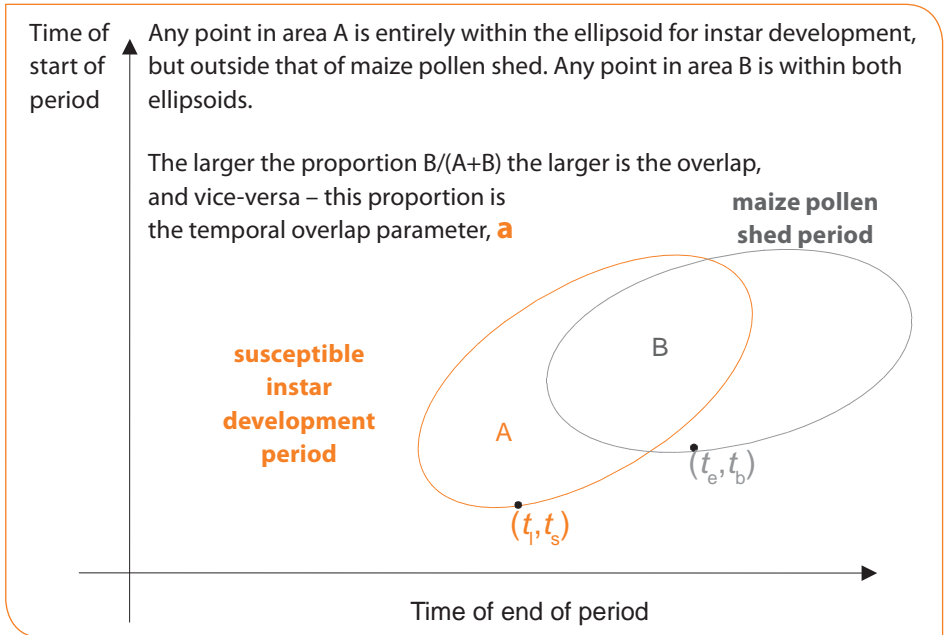 Time of
start of
period
Any point in area A is entirely within the ellipsoid for instar development,
but outside that of maize pollen shed. Any point in area B is within both
ellipsoids.
The larger the proportion B/(A+B) the larger is the overlap,
and vice-versa – this proportion is
the temporal overlap parameter, a
maize pollen
shed period
susceptible
instar
development
period
B
A
(te,tb)
(tl,ts)
Time of end of period